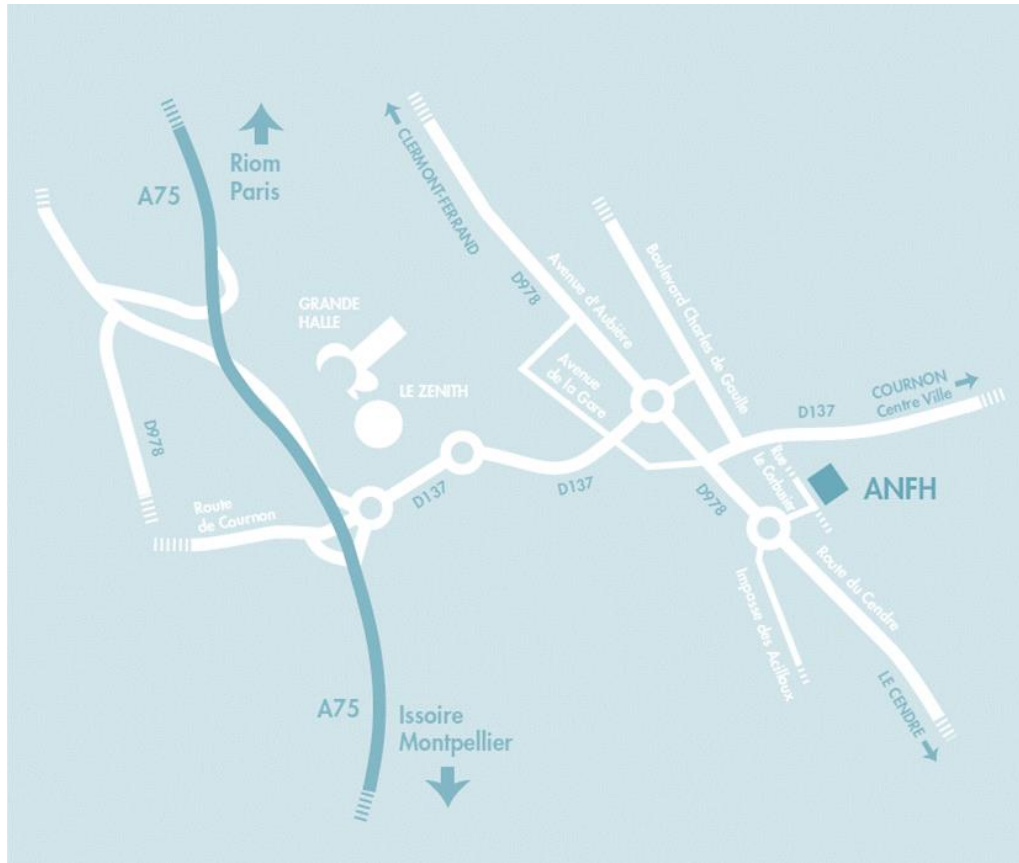 Riom
Paris
A75
CLERMONT-FERRAND
D978
Avenue d'Aubière
Boulevard Charles de Gaulle
GRANDE
HALLE
LE ZENITH
Avenue
de la Gare
COURNON
Centre Ville
D137
D978
Route
de Cournon
D137
D137
D978
Rue
Le Corbusier
ANFH
Route du Cendre
Impasse des Acilloux
LE CENDRE
A75
Issoire
Montpellier